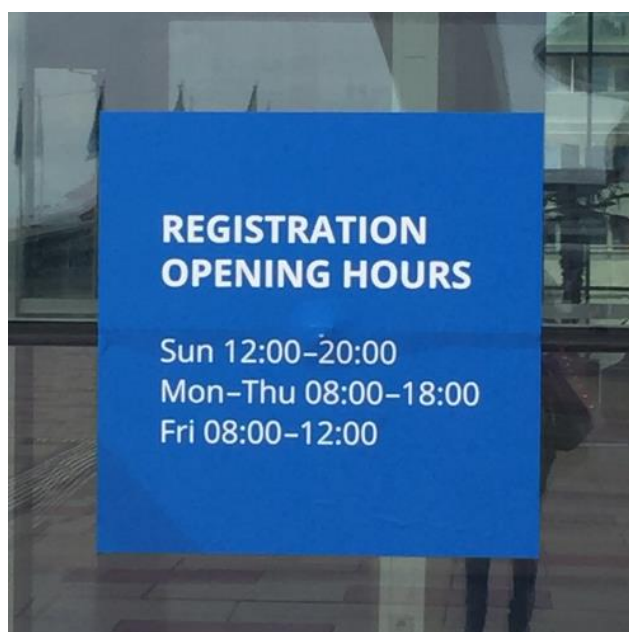 REGISTRATION
OPENING HOURS
Sun 12:00–20:00
Mon–Thu 08:00–18:00
Fri 08:00–12:00